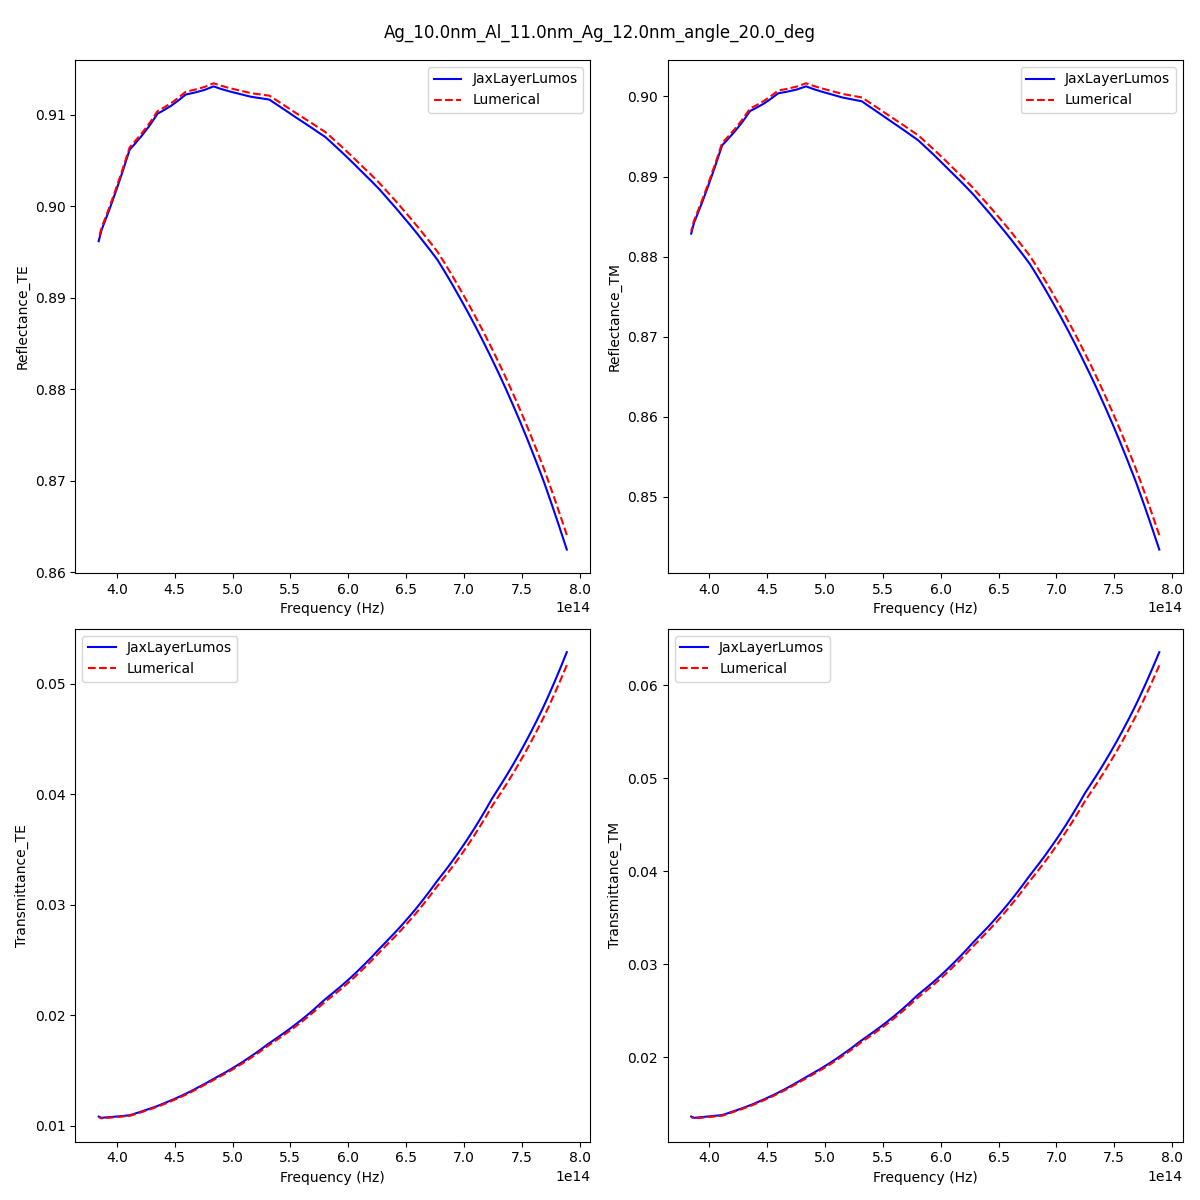 Ag_10.0nm_Al_11.0nm_Ag_12.0nm_angle_20.0_deg
JaxLayerLumos
Lumerical
Reflectance_TE
0.91
0.90
0.89
0.88
0.87
0.86
4.0 4.5 5.0 5.5 6.0 6.5 7.0 7.5 8.0
1e14
Frequency (Hz)
JaxLayerLumos
Lumerical
Reflectance_TM
0.90
0.89
0.88
0.87
0.86
0.85
4.0 4.5 5.0 5.5 6.0 6.5 7.0 7.5 8.0
1e14
Frequency (Hz)
JaxLayerLumos
Lumerical
Transmittance_TE
0.05
0.04
0.03
0.02
0.01
4.0 4.5 5.0 5.5 6.0 6.5 7.0 7.5 8.0
1e14
Frequency (Hz)
JaxLayerLumos
Lumerical
Transmittance_TM
0.06
0.05
0.04
0.03
0.02
4.0 4.5 5.0 5.5 6.0 6.5 7.0 7.5 8.0
1e14
Frequency (Hz)